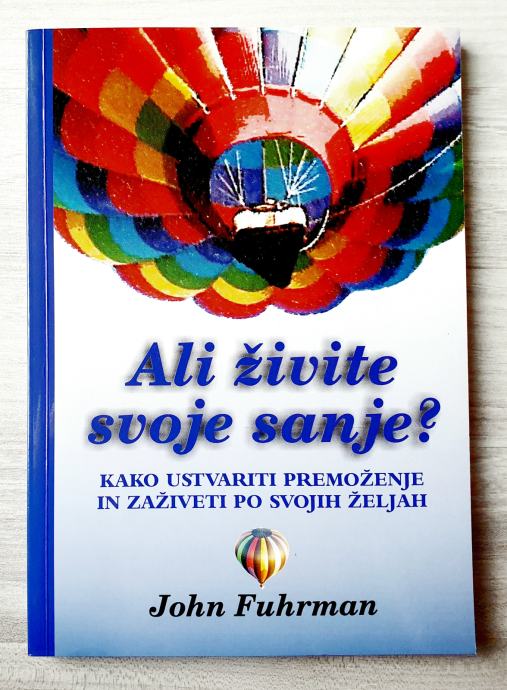 Ali živite
svoje sanje?
KAKO USTVARITI PREMOŽENJE
IN ZAŽIVETI PO SVOJIH ŽELJAH
John Fuhrman